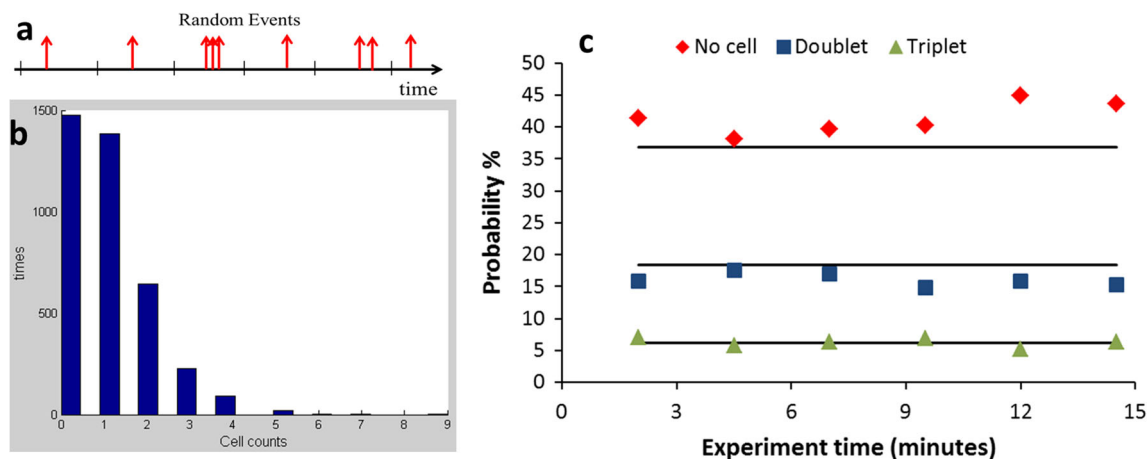 a
Random Events
time
b
1500
1000
500
0
times
0 1 2 3 4 5 6 7 8 9
Cell counts
c
No cell Doublet Triplet
50
45
40
35
30
25
20
15
10
5
0
Probability %
0 3 6 9 12 15
Experiment time (minutes)